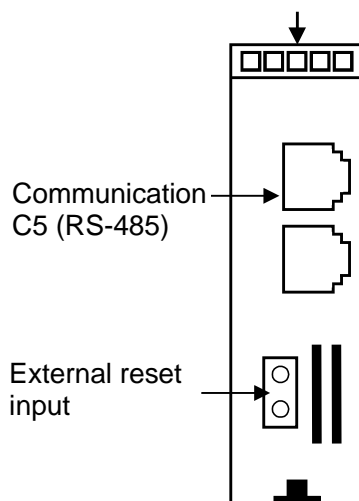 Communication
C5 (RS-485)
External reset
input